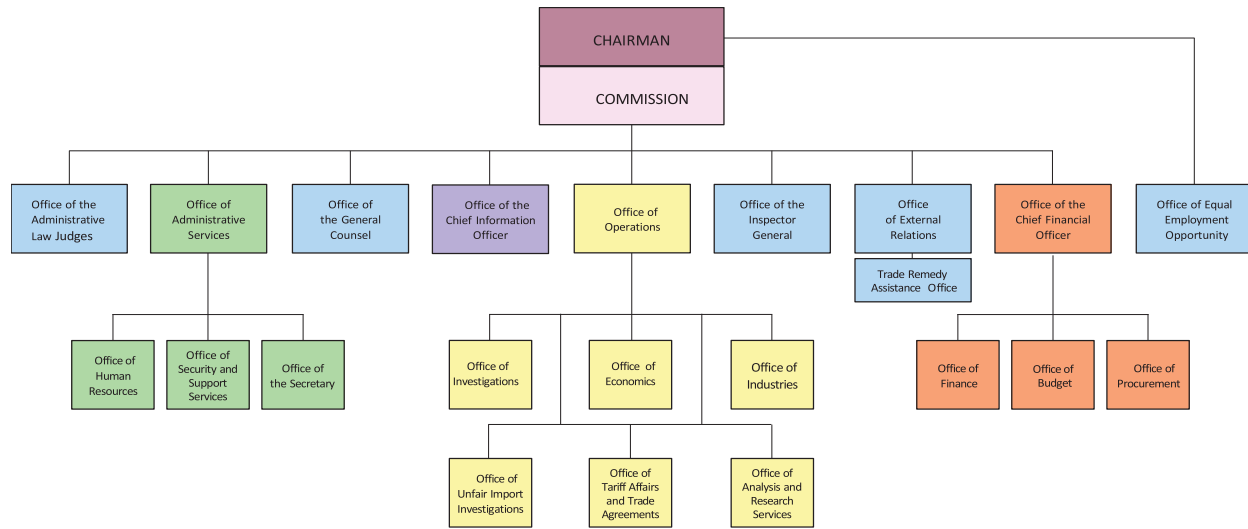 CHAIRMAN
COMMISSION
Office of the
Administrative
Law Judges
Office of
Administrative
Services
Office of
the General
Counsel
Office of the
Chief Information
Officer
Office of
Operations
Office of the
Inspector
General
Office
of External
Relations
Office of the
Chief Financial
Officer
Office of Equal
Employment
Opportunity
Trade Remedy
Assistance Office
Office of
Human
Resources
Office of
Security and
Support
Services
Office of
the Secretary
Office of
Investigations
Office of
Economics
Office of
Industries
Office of
Finance
Office of
Budget
Office of
Procurement
Office of
Unfair Import
Investigations
Office of
Tariff Affairs
and Trade
Agreements
Office of
Analysis and
Research
Services